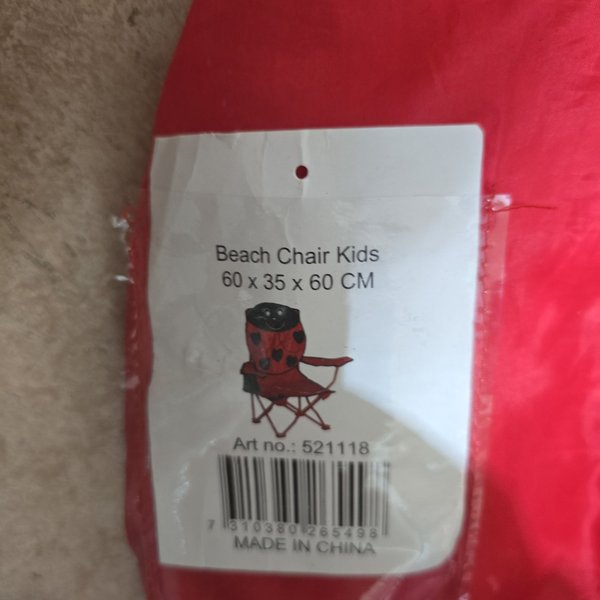 Beach Chair Kids
60 x 35 x 60 CM
Art no.: 521118
7 310380 265498
MADE IN CHINA